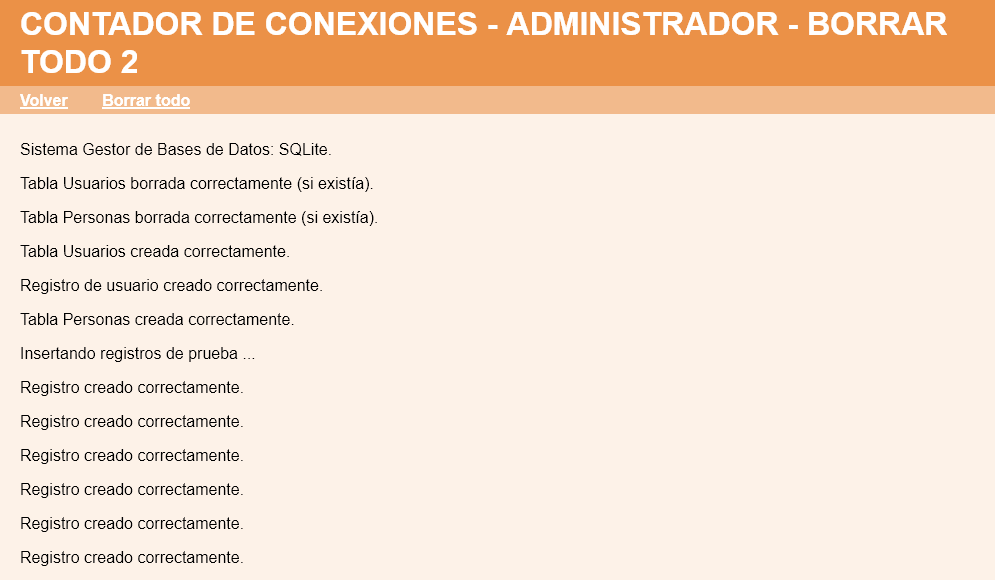 CONTADOR DE CONEXIONES - ADMINISTRADOR - BORRAR
TODO 2
Volver Borrar todo
Sistema Gestor de Bases de Datos: SQLite.
Tabla Usuarios borrada correctamente (si existía).
Tabla Personas borrada correctamente (si existía).
Tabla Usuarios creada correctamente.
Registro de usuario creado correctamente.
Tabla Personas creada correctamente.
Insertando registros de prueba ...
Registro creado correctamente.
Registro creado correctamente.
Registro creado correctamente.
Registro creado correctamente.
Registro creado correctamente.
Registro creado correctamente.